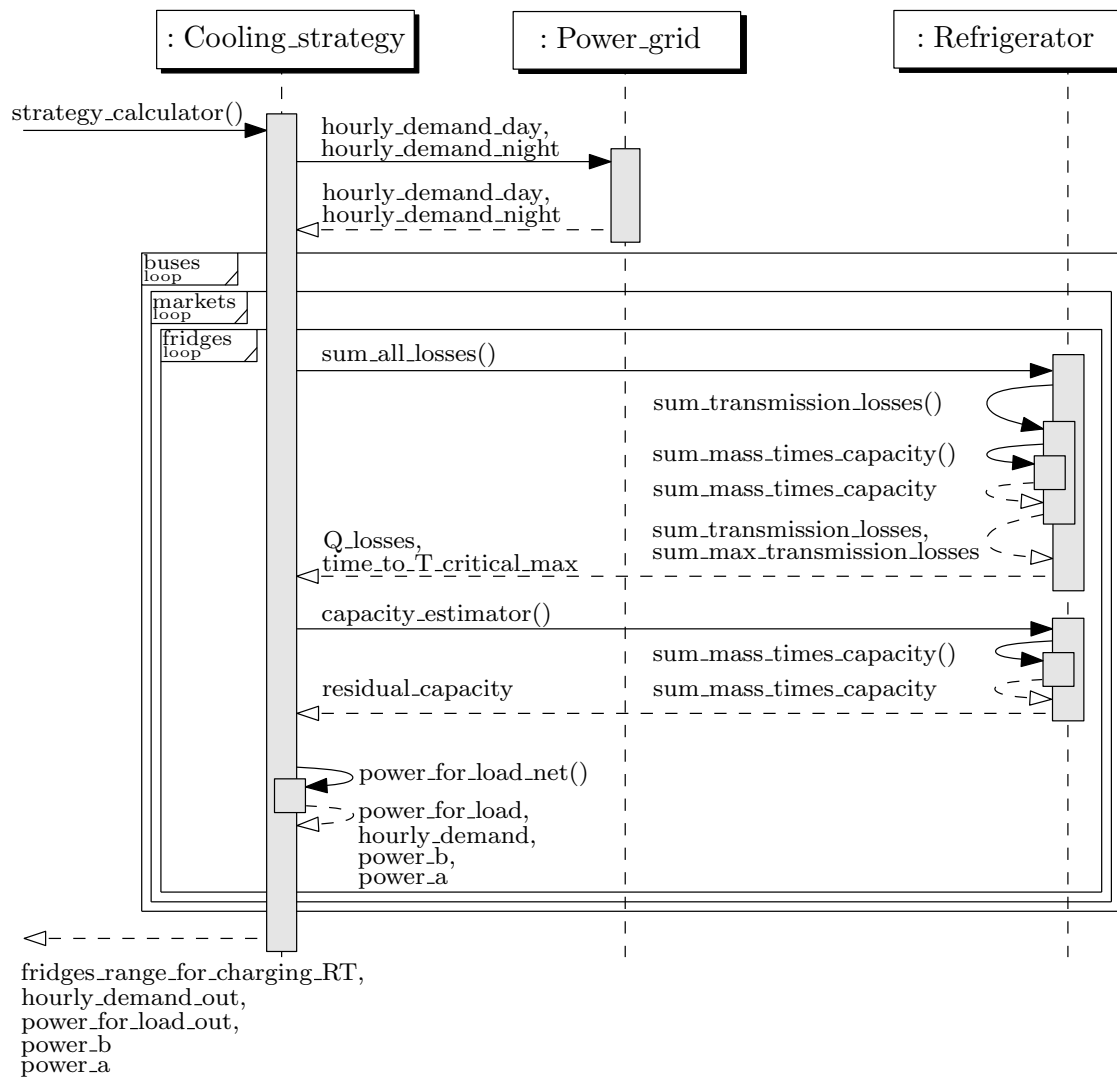 : Cooling_strategy
: Power_grid
: Refrigerator
strategy_calculator()
hourly_demand_day,
hourly_demand_night
hourly_demand_day,
hourly_demand_night
buses
loop
markets
loop
fridges
loop
sum_all_losses()
sum_transmission_losses()
sum_mass_times_capacity()
sum_mass_times_capacity
sum_transmission_losses,
sum_max_transmission_losses
Q_losses,
time_to_T_critical_max
capacity_estimator()
sum_mass_times_capacity()
sum_mass_times_capacity
residual_capacity
power_for_load_net()
power_for_load,
hourly_demand,
power_b,
power_a
fridges_range_for_charging_RT,
hourly_demand_out,
power_for_load_out,
power_b
power_a